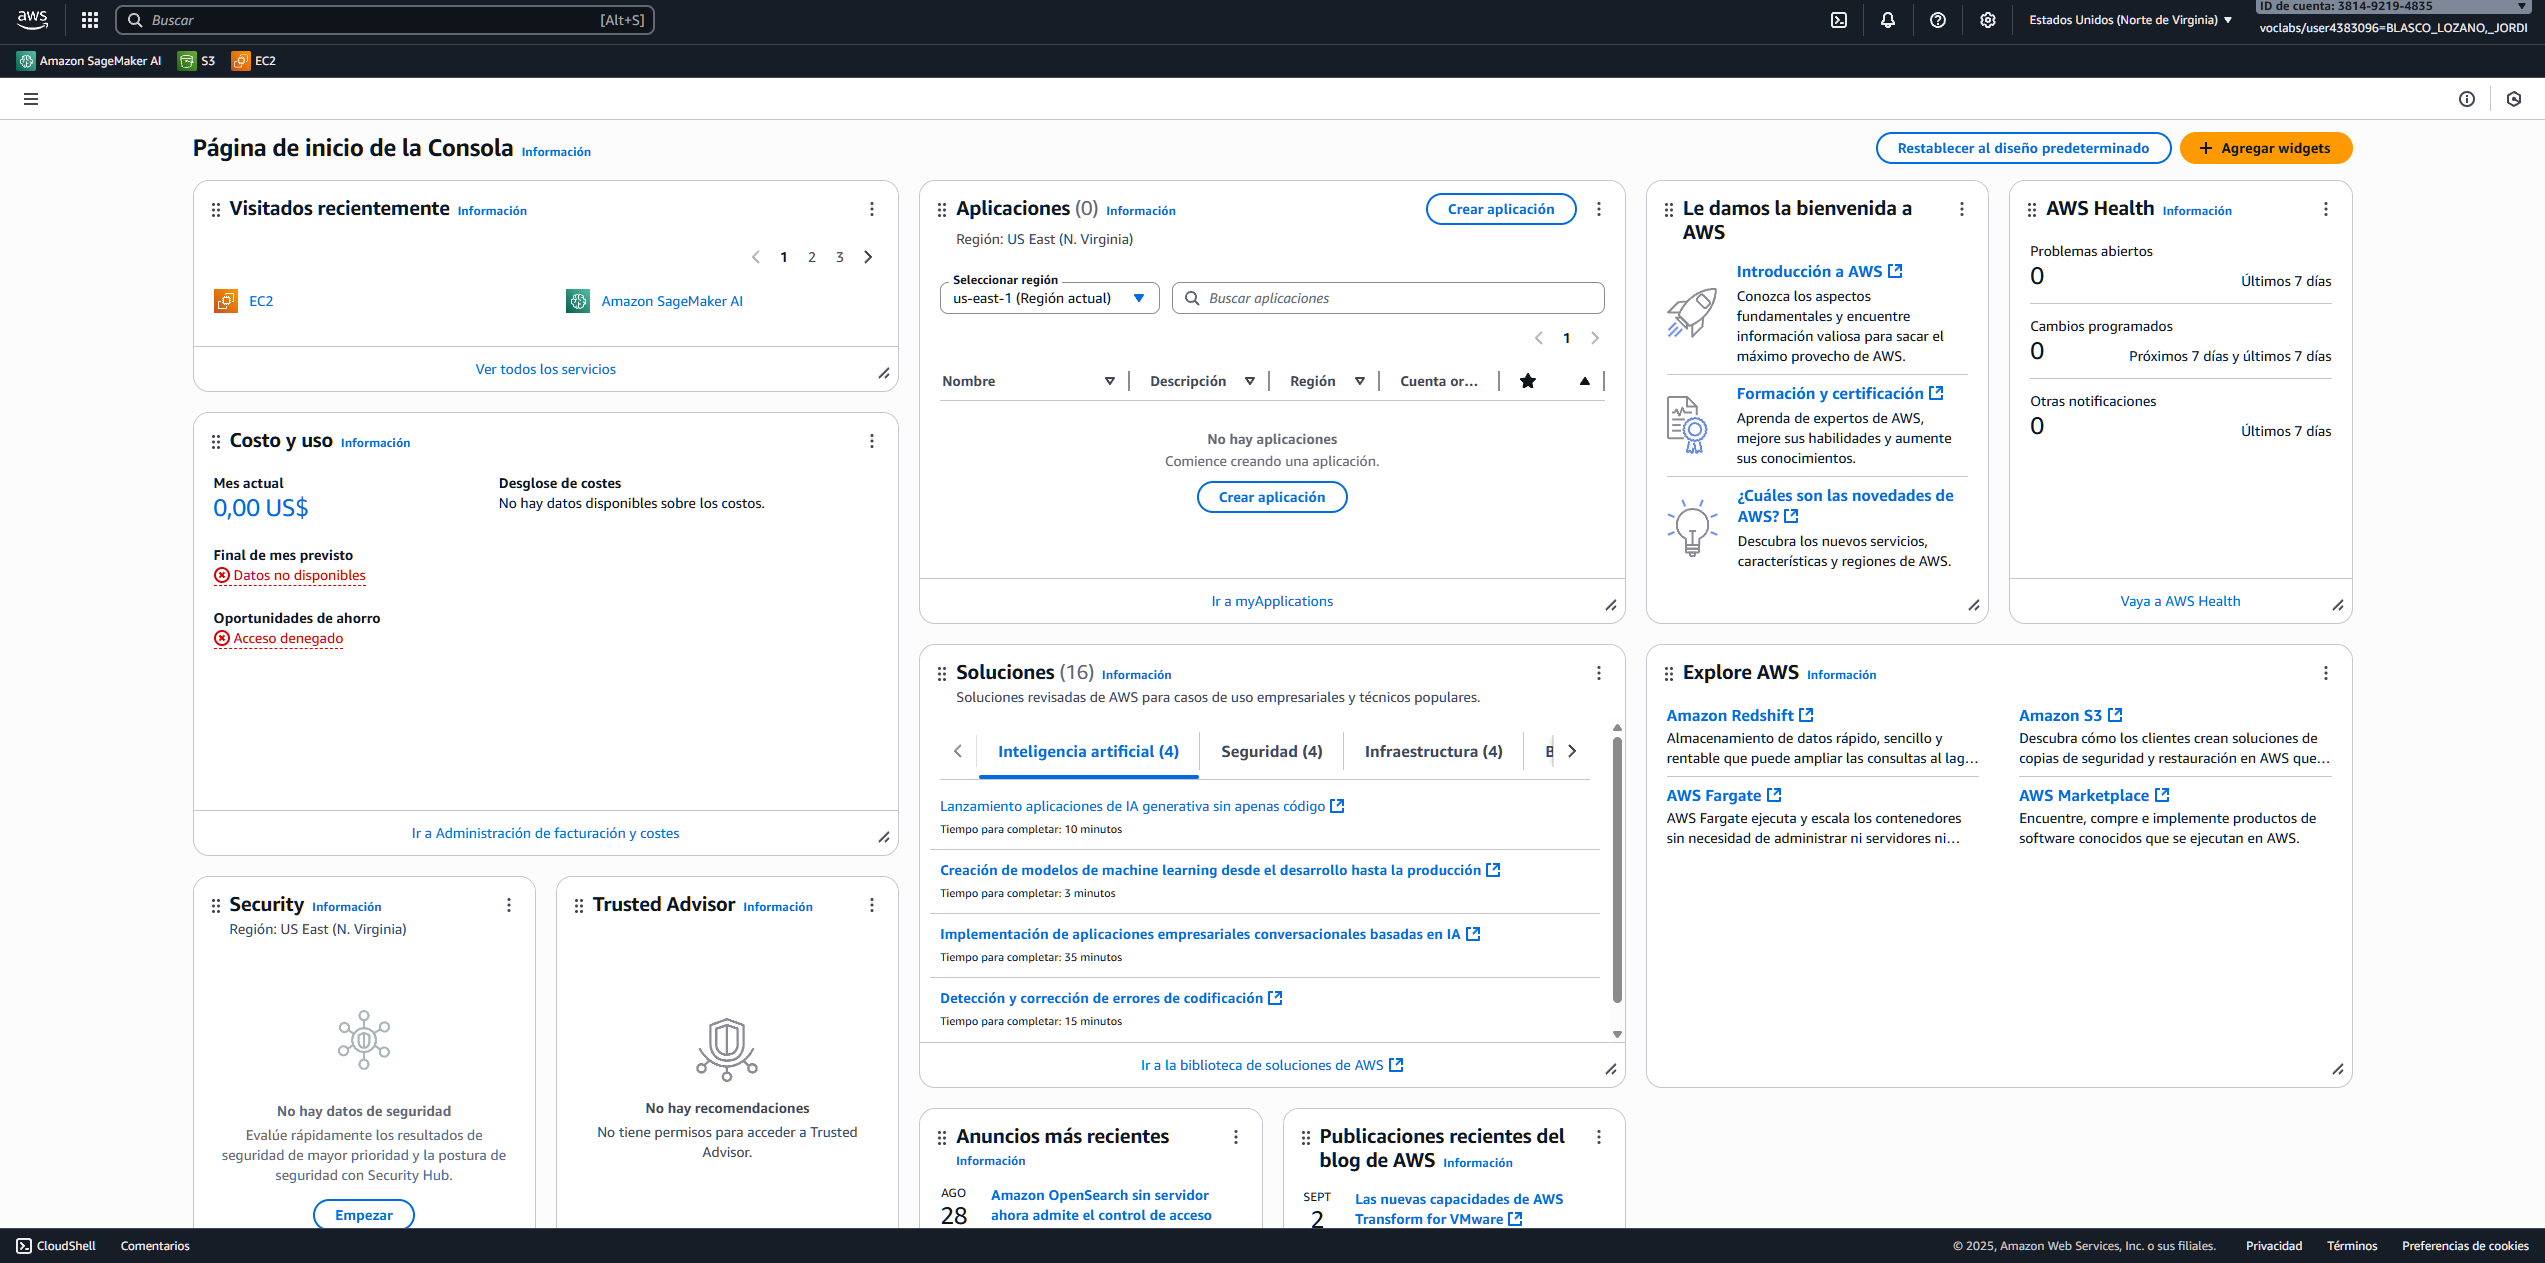 aws
Buscar
[Alt+S]
Estados Unidos (Norte de Virginia)
ID de cuenta: 3814-9219-4835
voclabs/user4383096=BLASCO_LOZANO,_JORDI
Amazon SageMaker AI
S3
EC2
Página de inicio de la Consola Información
Restablecer al diseño predeterminado
Agregar widgets
Visitados recientemente Información
1 2 3
EC2
Amazon SageMaker AI
Ver todos los servicios
Aplicaciones (0) Información
Crear aplicación
Región: US East (N. Virginia)
Seleccionar región
us-east-1 (Región actual)
Buscar aplicaciones
1
Nombre
Descripción
Región
Cuenta or...
No hay aplicaciones
Comience creando una aplicación.
Crear aplicación
Ir a myApplications
Le damos la bienvenida a
AWS
Introducción a AWS
Conozca los aspectos
fundamentales y encuentre
información valiosa para sacar el
máximo provecho de AWS.
Formación y certificación
Aprenda de expertos de AWS,
mejore sus habilidades y aumente
sus conocimientos.
¿Cuáles son las novedades de
AWS?
Descubra los nuevos servicios,
características y regiones de AWS.
AWS Health Información
Problemas abiertos
0
Últimos 7 días
Cambios programados
0
Próximos 7 días y últimos 7 días
Otras notificaciones
0
Últimos 7 días
Vaya a AWS Health
Costo y uso Información
Mes actual
0,00 US$
Desglose de costes
No hay datos disponibles sobre los costos.
Final de mes previsto
Datos no disponibles
Oportunidades de ahorro
Acceso denegado
Ir a Administración de facturación y costes
Soluciones (16) Información
Soluciones revisadas de AWS para casos de uso empresariales y técnicos populares.
Inteligencia artificial (4)
Seguridad (4)
Infraestructura (4)
Lanzamiento aplicaciones de IA generativa sin apenas código
Tiempo para completar: 10 minutos
Creación de modelos de machine learning desde el desarrollo hasta la producción
Tiempo para completar: 3 minutos
Implementación de aplicaciones empresariales conversacionales basadas en IA
Tiempo para completar: 35 minutos
Detección y corrección de errores de codificación
Tiempo para completar: 15 minutos
Ir a la biblioteca de soluciones de AWS
Explore AWS Información
Amazon Redshift
Almacenamiento de datos rápido, sencillo y
rentable que puede ampliar las consultas al lag...
Amazon S3
Descubra cómo los clientes crean soluciones de
copias de seguridad y restauración en AWS que...
AWS Fargate
AWS Fargate ejecuta y escala los contenedores
sin necesidad de administrar ni servidores ni...
AWS Marketplace
Encuentre, compre e implemente productos de
software conocidos que se ejecutan en AWS.
Security Información
Región: US East (N. Virginia)
No hay datos de seguridad
Evalúe rápidamente los resultados de
seguridad de mayor prioridad y la postura de
seguridad con Security Hub.
Empezar
Trusted Advisor Información
No hay recomendaciones
No tiene permisos para acceder a Trusted
Advisor.
Anuncios más recientes
Información
AGO
28
Amazon OpenSearch sin servidor
ahora admite el control de acceso
Publicaciones recientes del
blog de AWS Información
SEPT
2
Las nuevas capacidades de AWS
Transform for VMware
CloudShell
Comentarios
© 2025, Amazon Web Services, Inc. o sus filiales.
Privacidad
Términos
Preferencias de cookies